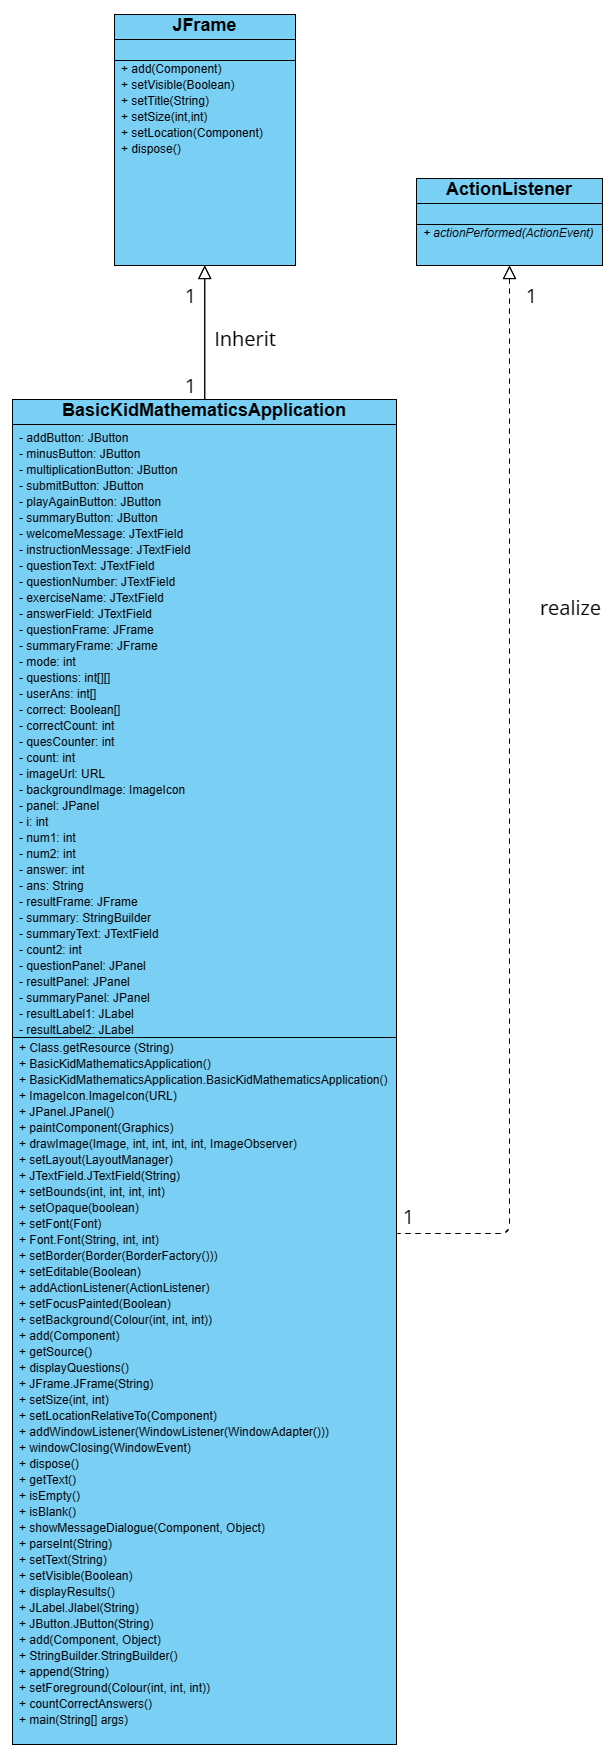 JFrame
+ add(Component)
+ setVisible(Boolean)
+ setTitle(String)
+ setSize(int,int)
+ setLocation(Component)
+ dispose()
ActionListener
+ actionPerformed(ActionEvent)
1
1
Inherit
1
BasicKidMathematicsApplication
- addButton: JButton
- minusButton: JButton
- multiplicationButton: JButton
- submitButton: JButton
- playAgainButton: JButton
- summaryButton: JButton
- welcomeMessage: JTextField
- instructionMessage: JTextField
- questionText: JTextField
- questionNumber: JTextField
- exerciseName: JTextField
- answerField: JTextField
- questionFrame: JFrame
- summaryFrame: JFrame
- mode: int
- questions: int[][]
- userAns: int[]
- correct: Boolean[]
- correctCount: int
- quesCounter: int
- count: int
- imageUrl: URL
- backgroundImage: ImageIcon
- panel: JPanel
- i: int
- num1: int
- num2: int
- answer: int
- ans: String
- resultFrame: JFrame
- summary: StringBuilder
- summaryText: JTextField
- count2: int
- questionPanel: JPanel
- resultPanel: JPanel
- summaryPanel: JPanel
- resultLabel1: JLabel
- resultLabel2: JLabel
realize
+ Class.getResource (String)
+ BasicKidMathematicsApplication()
+ BasicKidMathematicsApplication.BasicKidMathematicsApplication()
+ ImageIcon.ImageIcon(URL)
+ JPanel.JPanel()
+ paintComponent(Graphics)
+ drawImage(Image, int, int, int, int, ImageObserver)
+ setLayout(LayoutManager)
+ JTextField.JTextField(String)
+ setBounds(int, int, int, int)
+ setOpaque(boolean)
+ setFont(Font)
+ Font.Font(String, int, int)
+ setBorder(Border(BorderFactory()))
+ setEditable(Boolean)
+ addActionListener(ActionListener)
+ setFocusPainted(Boolean)
+ setBackground(Colour(int, int, int))
+ add(Component)
+ getSource()
+ displayQuestions()
+ JFrame.JFrame(String)
+ setSize(int, int)
+ setLocationRelativeTo(Component)
+ addWindowListener(WindowListener(WindowAdapter()))
+ windowClosing(WindowEvent)
+ dispose()
+ getText()
+ isEmpty()
+ isBlank()
+ showMessageDialogue(Component, Object)
+ parseInt(String)
+ setText(String)
+ setVisible(Boolean)
+ displayResults()
+ JLabel.Jlabel(String)
+ JButton.JButton(String)
+ add(Component, Object)
+ StringBuilder.StringBuilder()
+ append(String)
+ setForeground(Colour(int, int, int))
+ countCorrectAnswers()
+ main(String[] args)
1